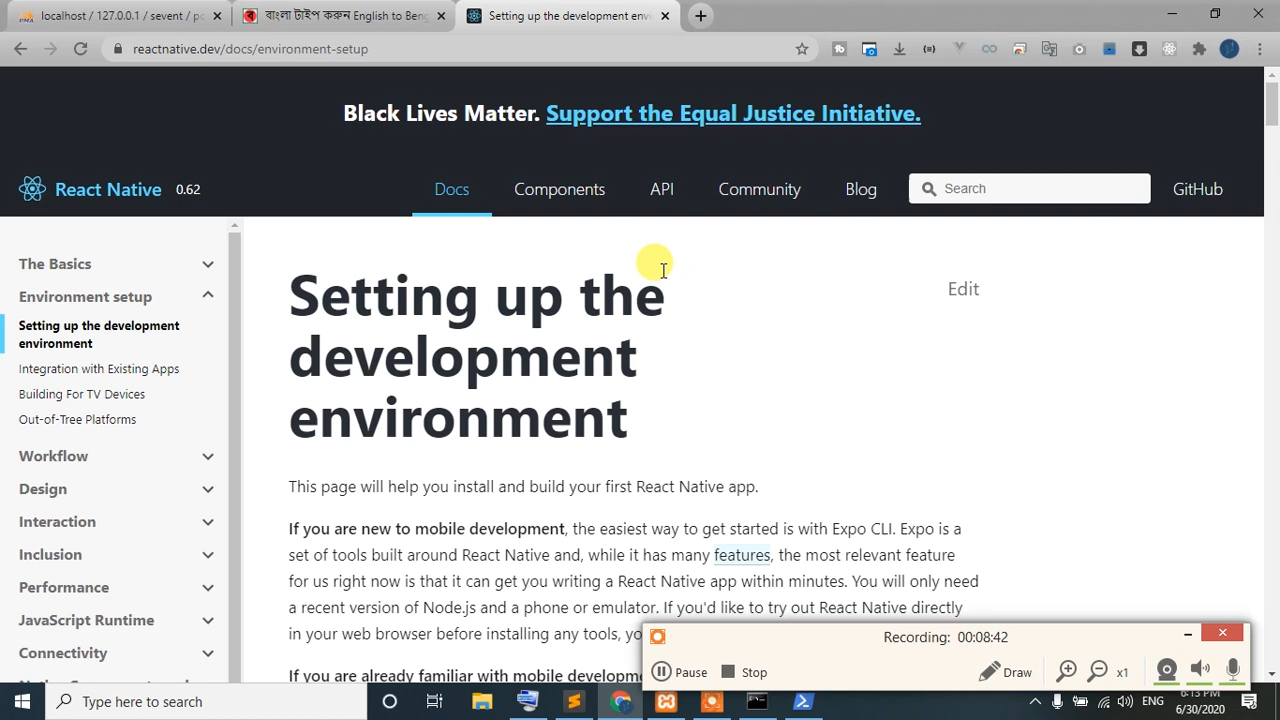 localhost / 127.0.0.1 / sevent / p
বাংলা টাইপ করুন English to Beng
Setting up the development envi
reactnative.dev/docs/environment-setup
Black Lives Matter. Support the Equal Justice Initiative.
React Native 0.62 Docs Components API Community Blog Search GitHub
The Basics
Environment setup
Setting up the development
environment
Integration with Existing Apps
Building For TV Devices
Out-of-Tree Platforms
Workflow
Design
Interaction
Inclusion
Performance
JavaScript Runtime
Connectivity
Setting up the
development
environment
Edit
This page will help you install and build your first React Native app.
If you are new to mobile development, the easiest way to get started is with Expo CLI. Expo is a
set of tools built around React Native and, while it has many features, the most relevant feature
for us right now is that it can get you writing a React Native app within minutes. You will only need
a recent version of Node.js and a phone or emulator. If you'd like to try out React Native directly
in your web browser before installing any tools, yo
If you are already familiar with mobile developme
Recording: 00:08:42
Pause Stop Draw x1
Type here to search
ENG
6:13 PM
6/30/2020